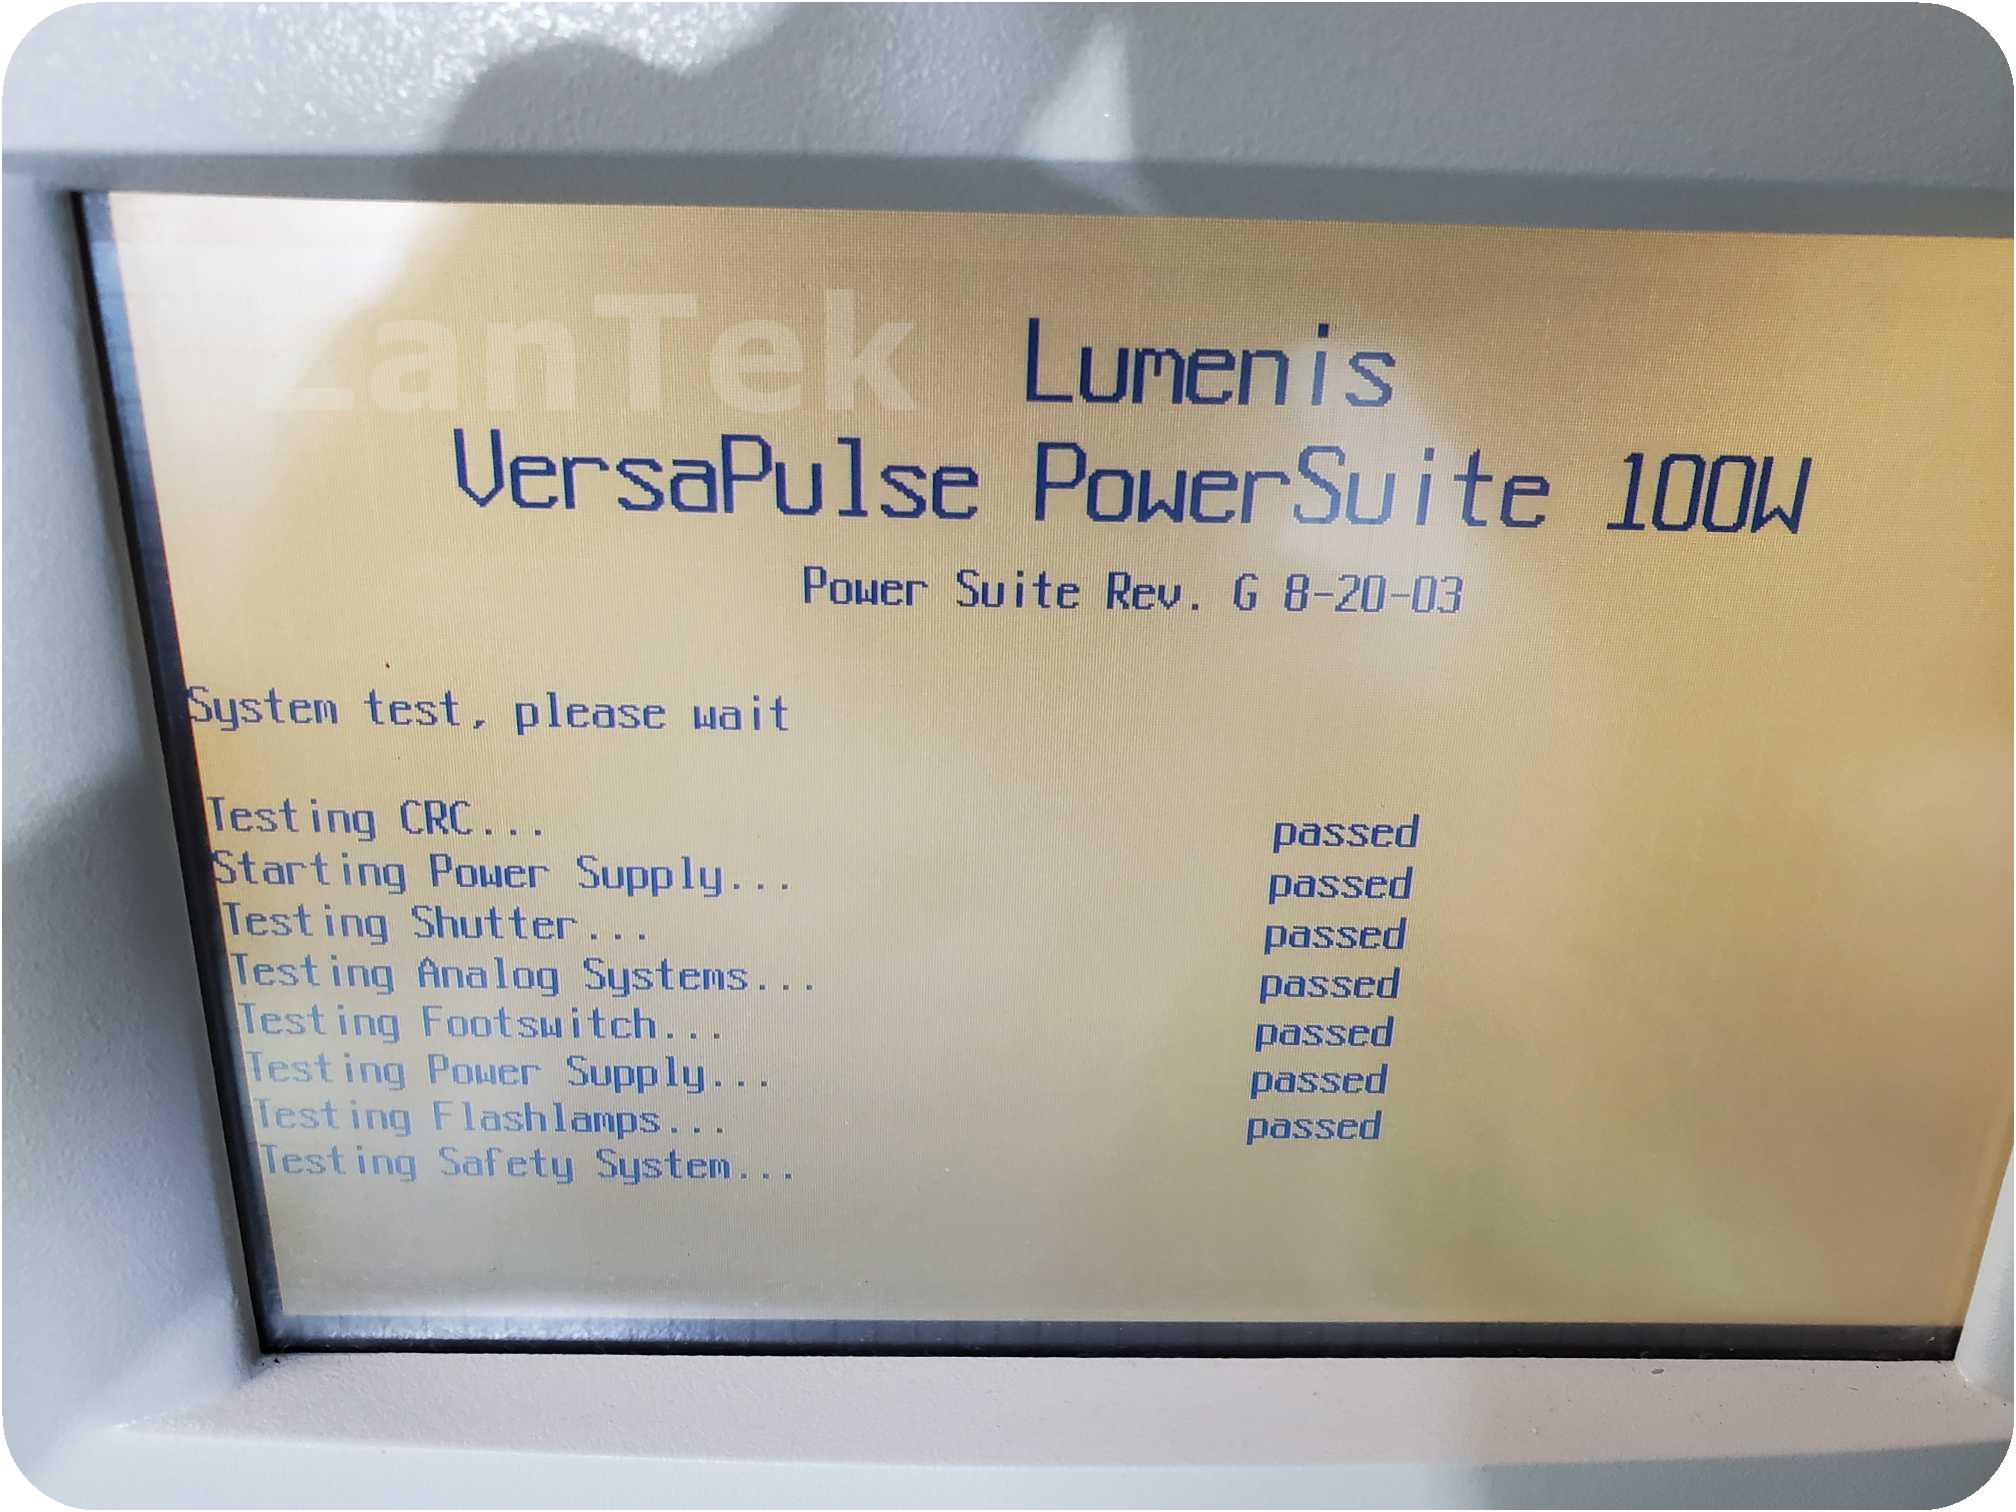 ZanTek
Lumenis
VersaPulse PowerSuite 100W
Power Suite Rev. G 8-20-03
System test, please wait
Testing CRC... passed
Starting Power Supply... passed
Testing Shutter... passed
Testing Analog Systems... passed
Testing Footswitch... passed
Testing Power Supply... passed
Testing Flashlamps... passed
Testing Safety System...